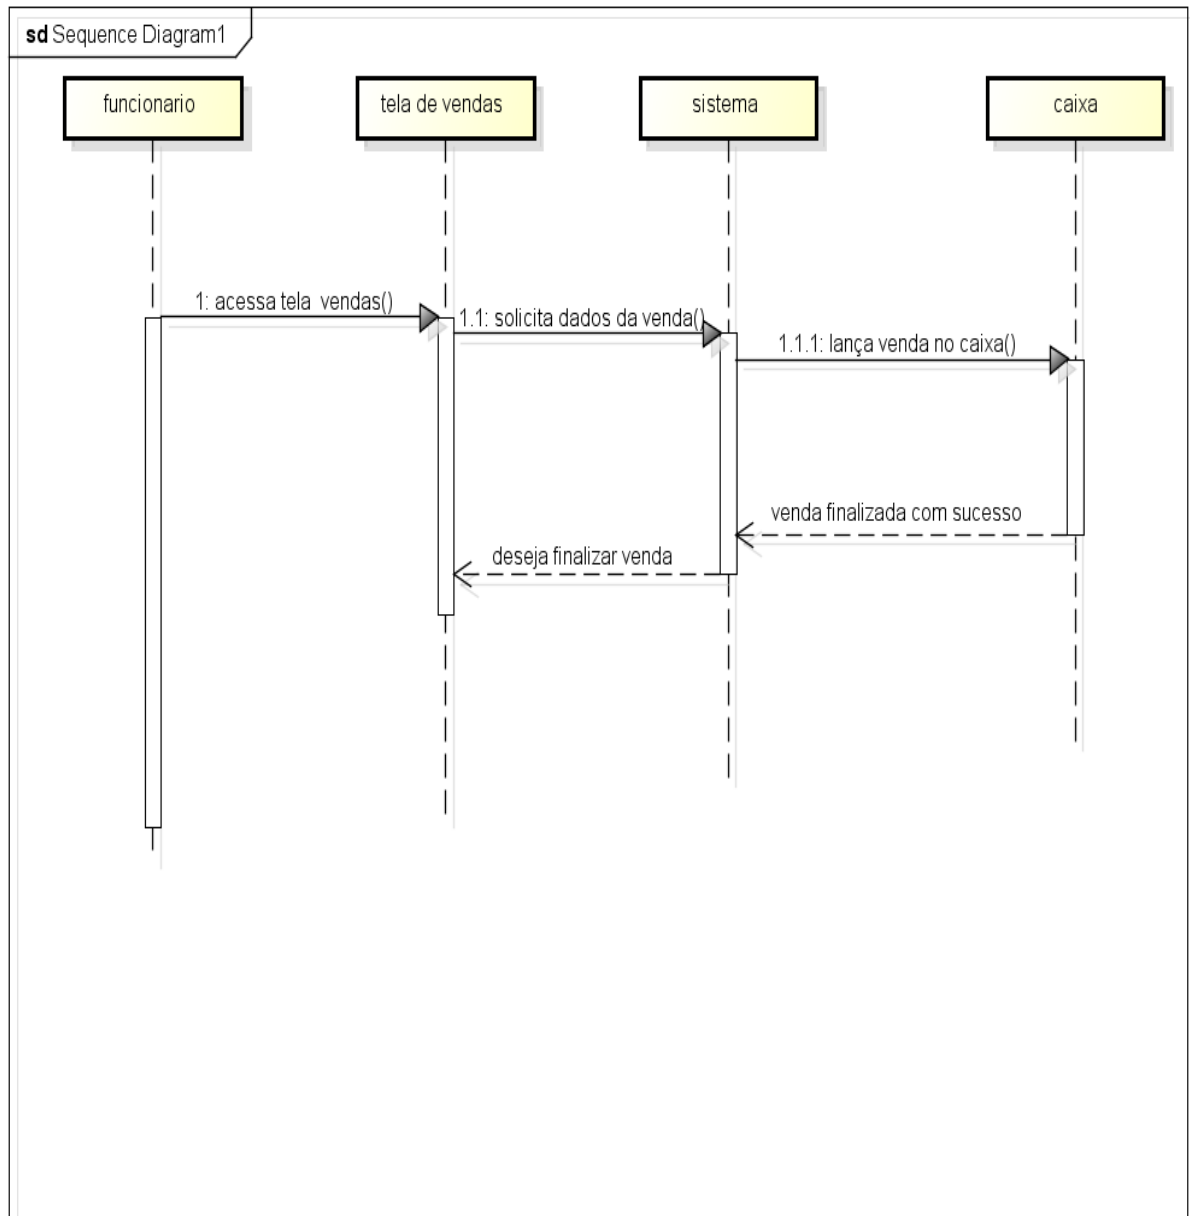 sd Sequence Diagram1
funcionario
tela de vendas
sistema
caixa
1: acessa tela vendas()
1.1: solicita dados da venda()
1.1.1: lança venda no caixa()
venda finalizada com sucesso
deseja finalizar venda